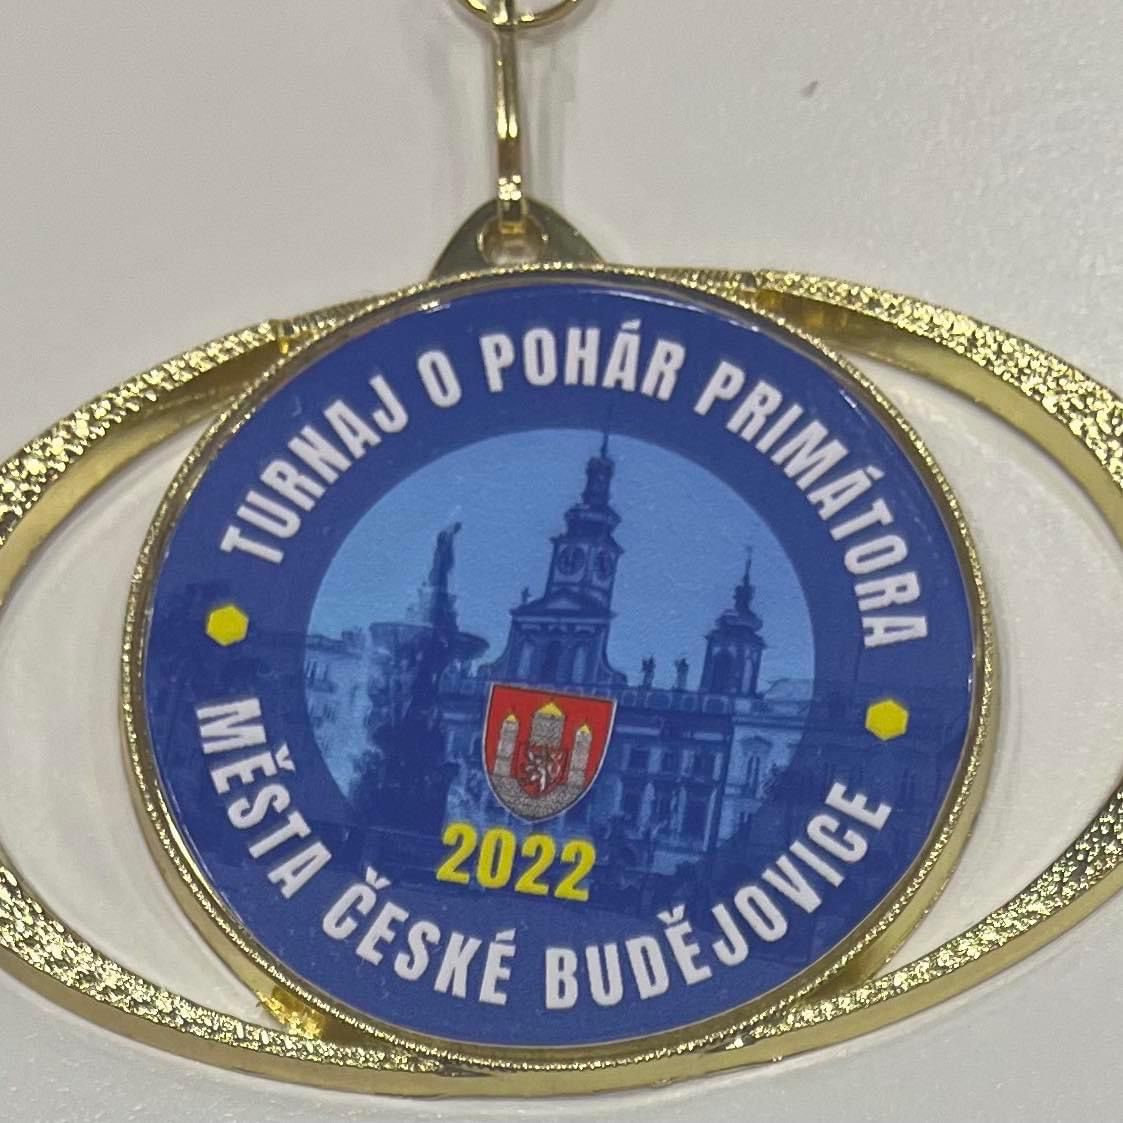 TURNAJ O POHÁR PRIMÁTORA
2022
MĚSTA ČESKÉ BUDĚJOVICE